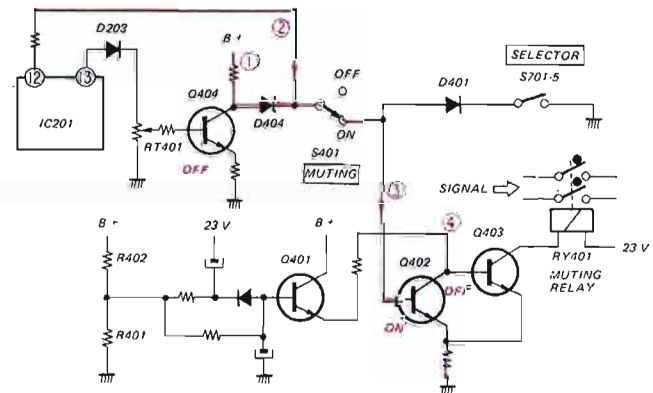 D203
②
B +
①
12
13
IC201
RT401
Q404
OFF
D404
OFF
ON
S401
MUTING
SELECTOR
S701-5
D401
SIGNAL
③
④
B +
R402
R401
23 V
Q401
B +
Q402
OFF
ON
Q403
RY401
MUTING
RELAY
23 V